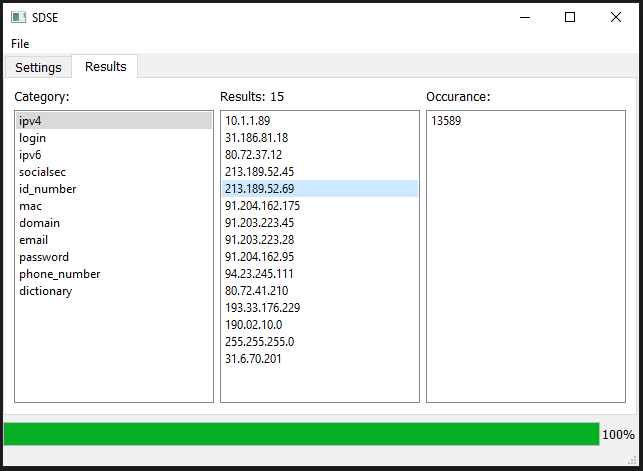 SDSE
File
Settings
Results
Category:
ipv4
login
ipv6
socialsec
id_number
mac
domain
email
password
phone_number
dictionary
Results: 15
10.1.1.89
31.186.81.18
80.72.37.12
213.189.52.45
213.189.52.69
91.204.162.175
91.203.223.45
91.203.223.28
91.204.162.95
94.23.245.111
80.72.41.210
193.33.176.229
190.02.10.0
255.255.255.0
31.6.70.201
Occurance:
13589
100%